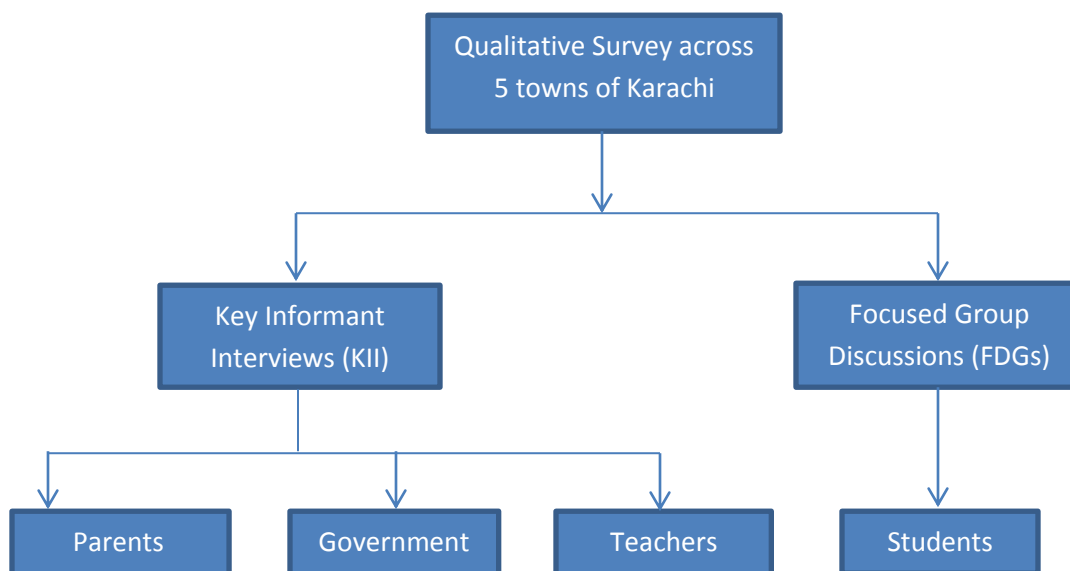 Qualitative Survey across
5 towns of Karachi
Key Informant
Interviews (KII)
Focused Group
Discussions (FDGs)
Parents
Government
Teachers
Students